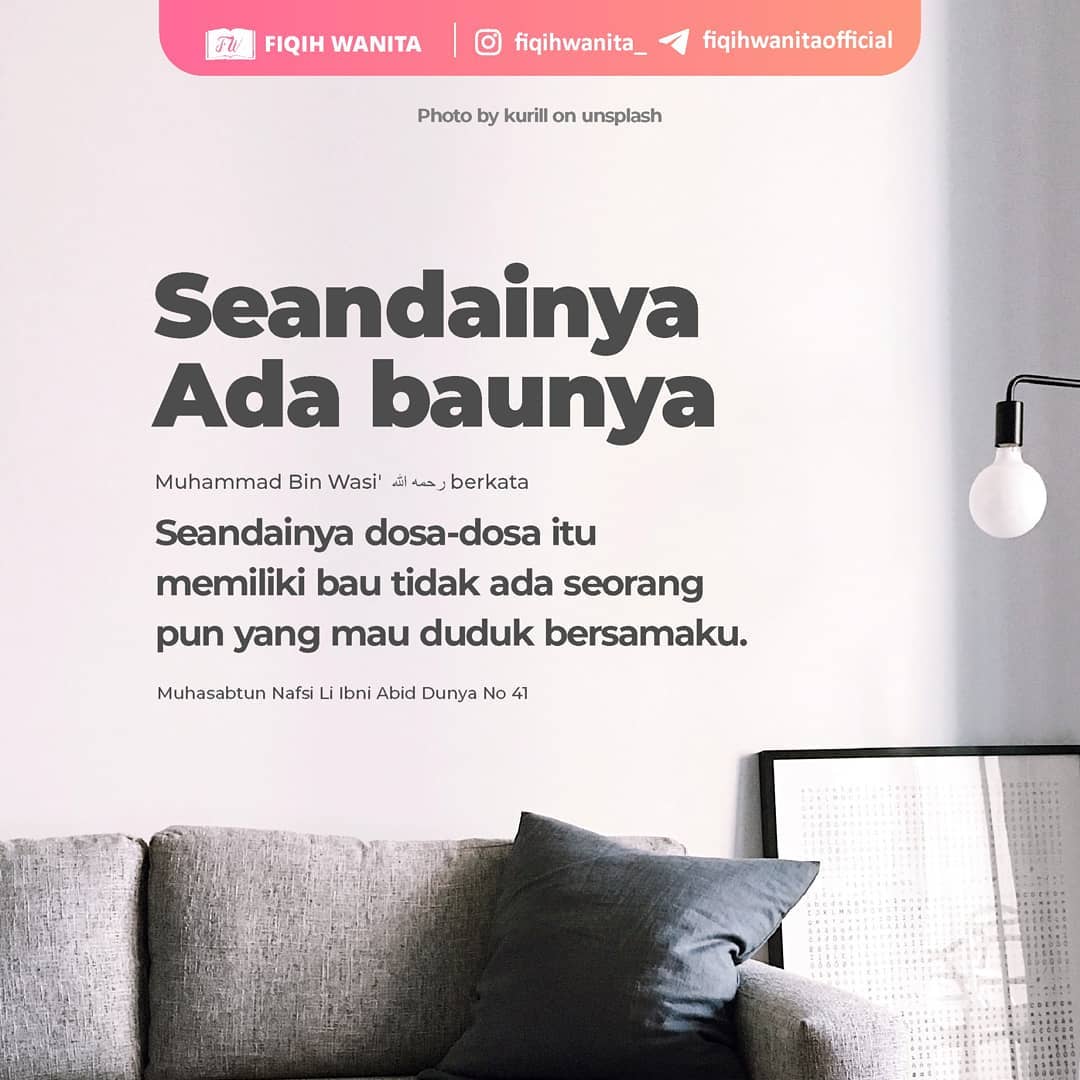 FW FIQIH WANITA fiqihwanita_ fiqihwanitaofficial
Photo by kurill on unsplash
Seandainya
Ada baunya
Muhammad Bin Wasi' رحمه الله berkata
Seandainya dosa-dosa itu
memiliki bau tidak ada seorang
pun yang mau duduk bersamaku.
Muhasabtun Nafsi Li Ibni Abid Dunya No 41